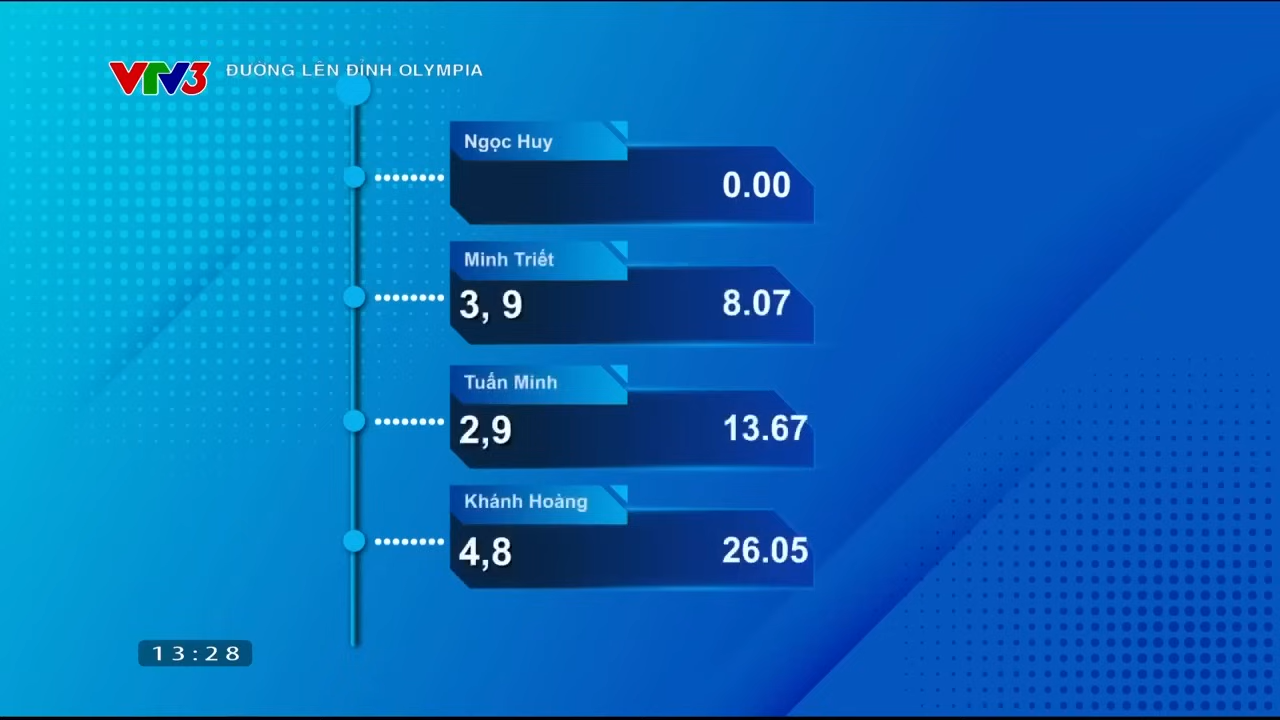 VTV3 ĐƯỜNG LÊN ĐỈNH OLYMPIA
Ngọc Huy
0.00
Minh Triết
3, 9 8.07
Tuấn Minh
2,9 13.67
Khánh Hoàng
4,8 26.05
13:28